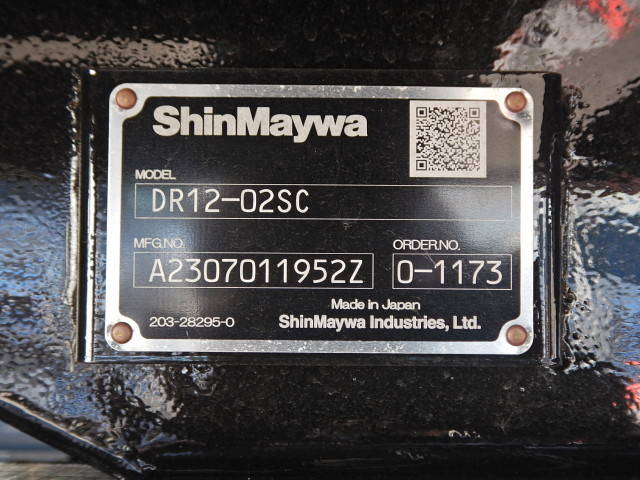 ShinMaywa
MODEL
DR12-02SC
MFG.NO. ORDER.NO.
A2307011952Z 0-1173
Made in Japan
203-28295-0 ShinMaywa Industries, Ltd.